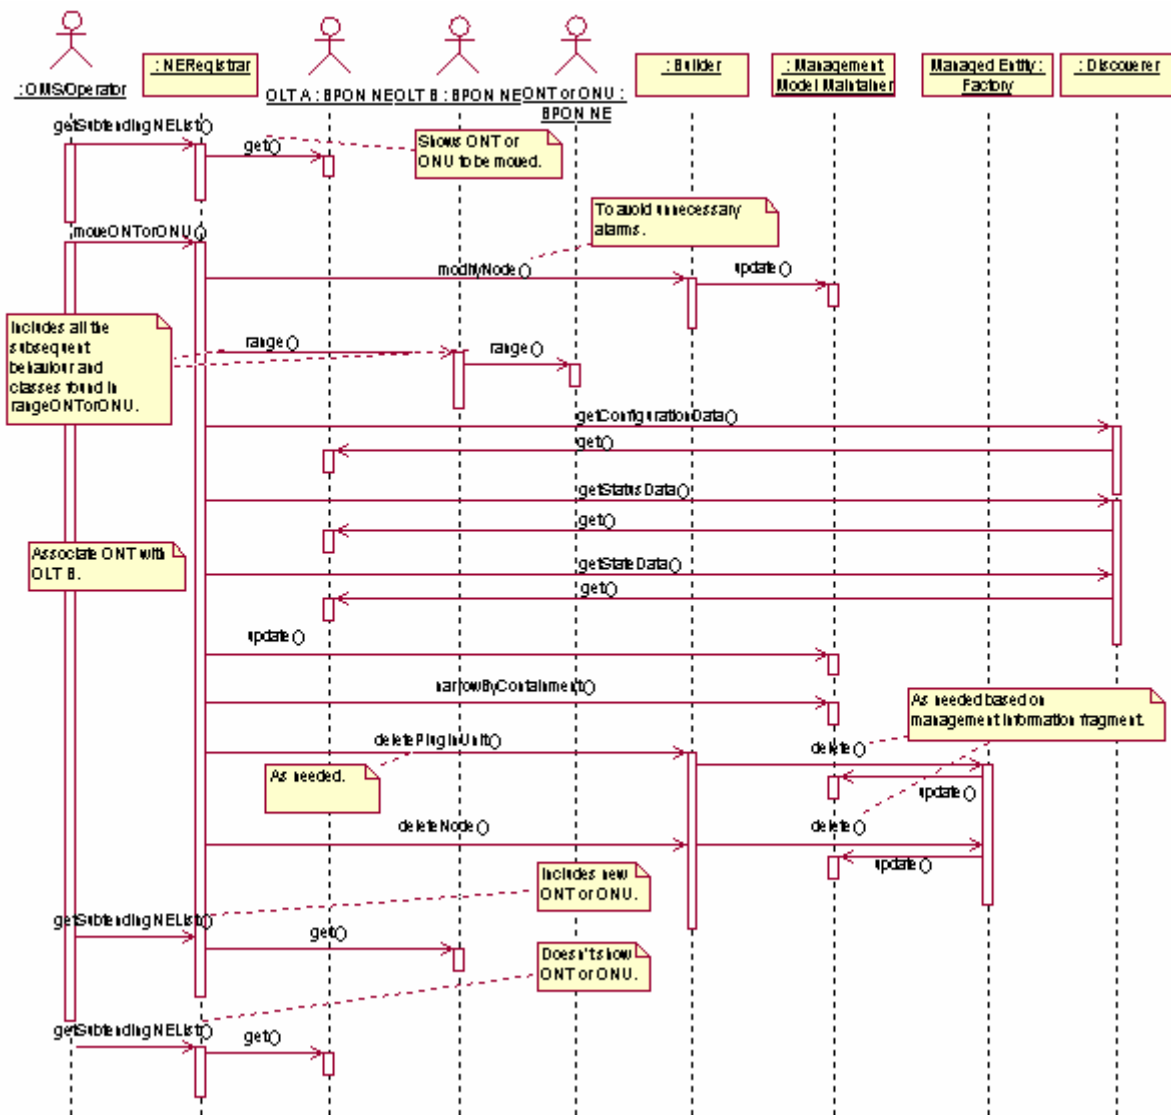 : OMS/Operator
: NERegistrar
OLT A : BPON NE
OLT B : BPON NE
ONT or ONU :
BPON NE
: Builder
: Management
Model Maintainer
Managed Entity :
Factory
: Discoverer
getSubtendingNEList()
get()
Shows ONT or
ONU to be moved.
To avoid unnecessary
alarms.
moveONTorONU()
modifyNode()
update()
Includes all the
subsequent
behaviour and
classes found in
rangeONTorONU.
range()
range()
getConfigurationData()
get()
getStatusData()
get()
Associate ONT with
OLT B.
getStateData()
get()
update()
narrowByContainment()
As needed based on
management information fragment.
deletePluginUnit()
delete()
As needed.
update()
deleteNode()
delete()
update()
Includes new
ONT or ONU.
getSubtendingNEList()
get()
Doesn't show
ONT or ONU.
getSubtendingNEList()
get()